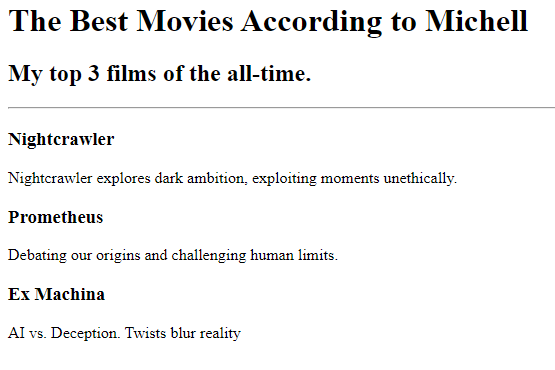 The Best Movies According to Michell
My top 3 films of the all-time.
Nightcrawler
Nightcrawler explores dark ambition, exploiting moments unethically.
Prometheus
Debating our origins and challenging human limits.
Ex Machina
AI vs. Deception. Twists blur reality